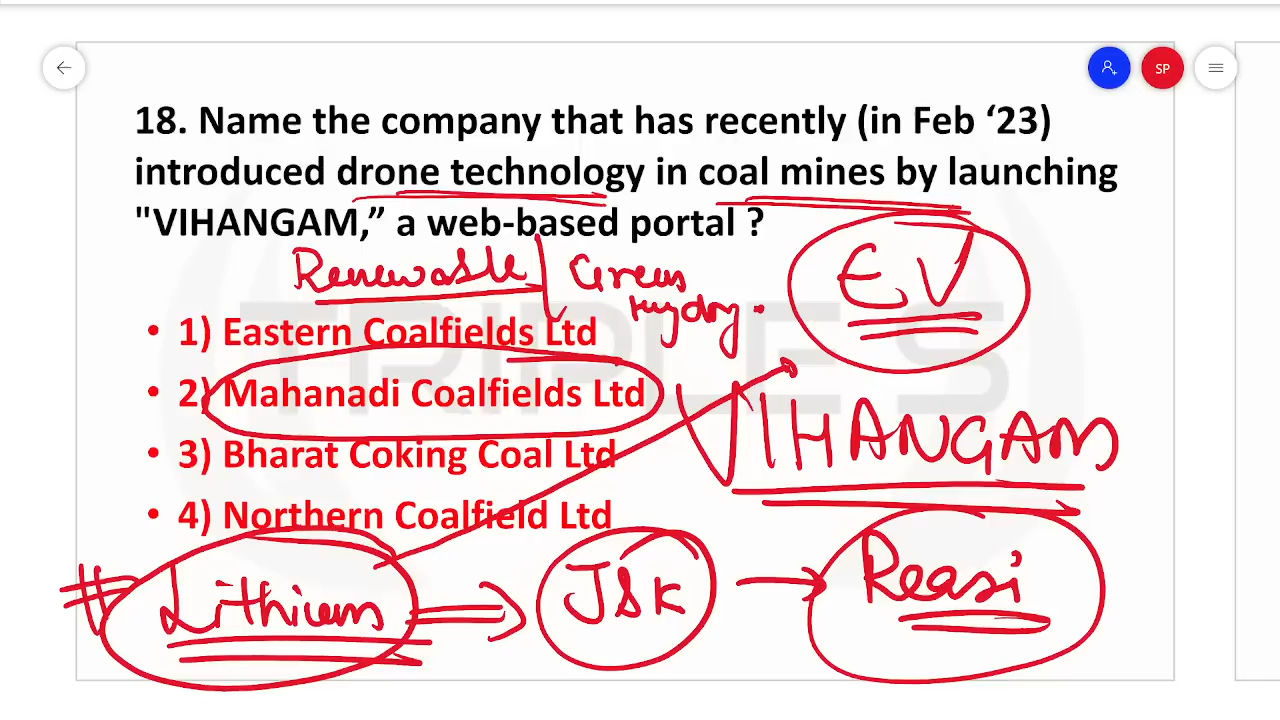 SP
18. Name the company that has recently (in Feb ‘23)
introduced drone technology in coal mines by launching
"VIHANGAM,” a web-based portal ?
Renewable Green
Hydro.
EV
• 1) Eastern Coalfields Ltd
• 2) Mahanadi Coalfields Ltd
VIHANGAM
• 3) Bharat Coking Coal Ltd
• 4) Northern Coalfield Ltd
# Lithium ⇒ J&K → Reasi
TRIPLE S